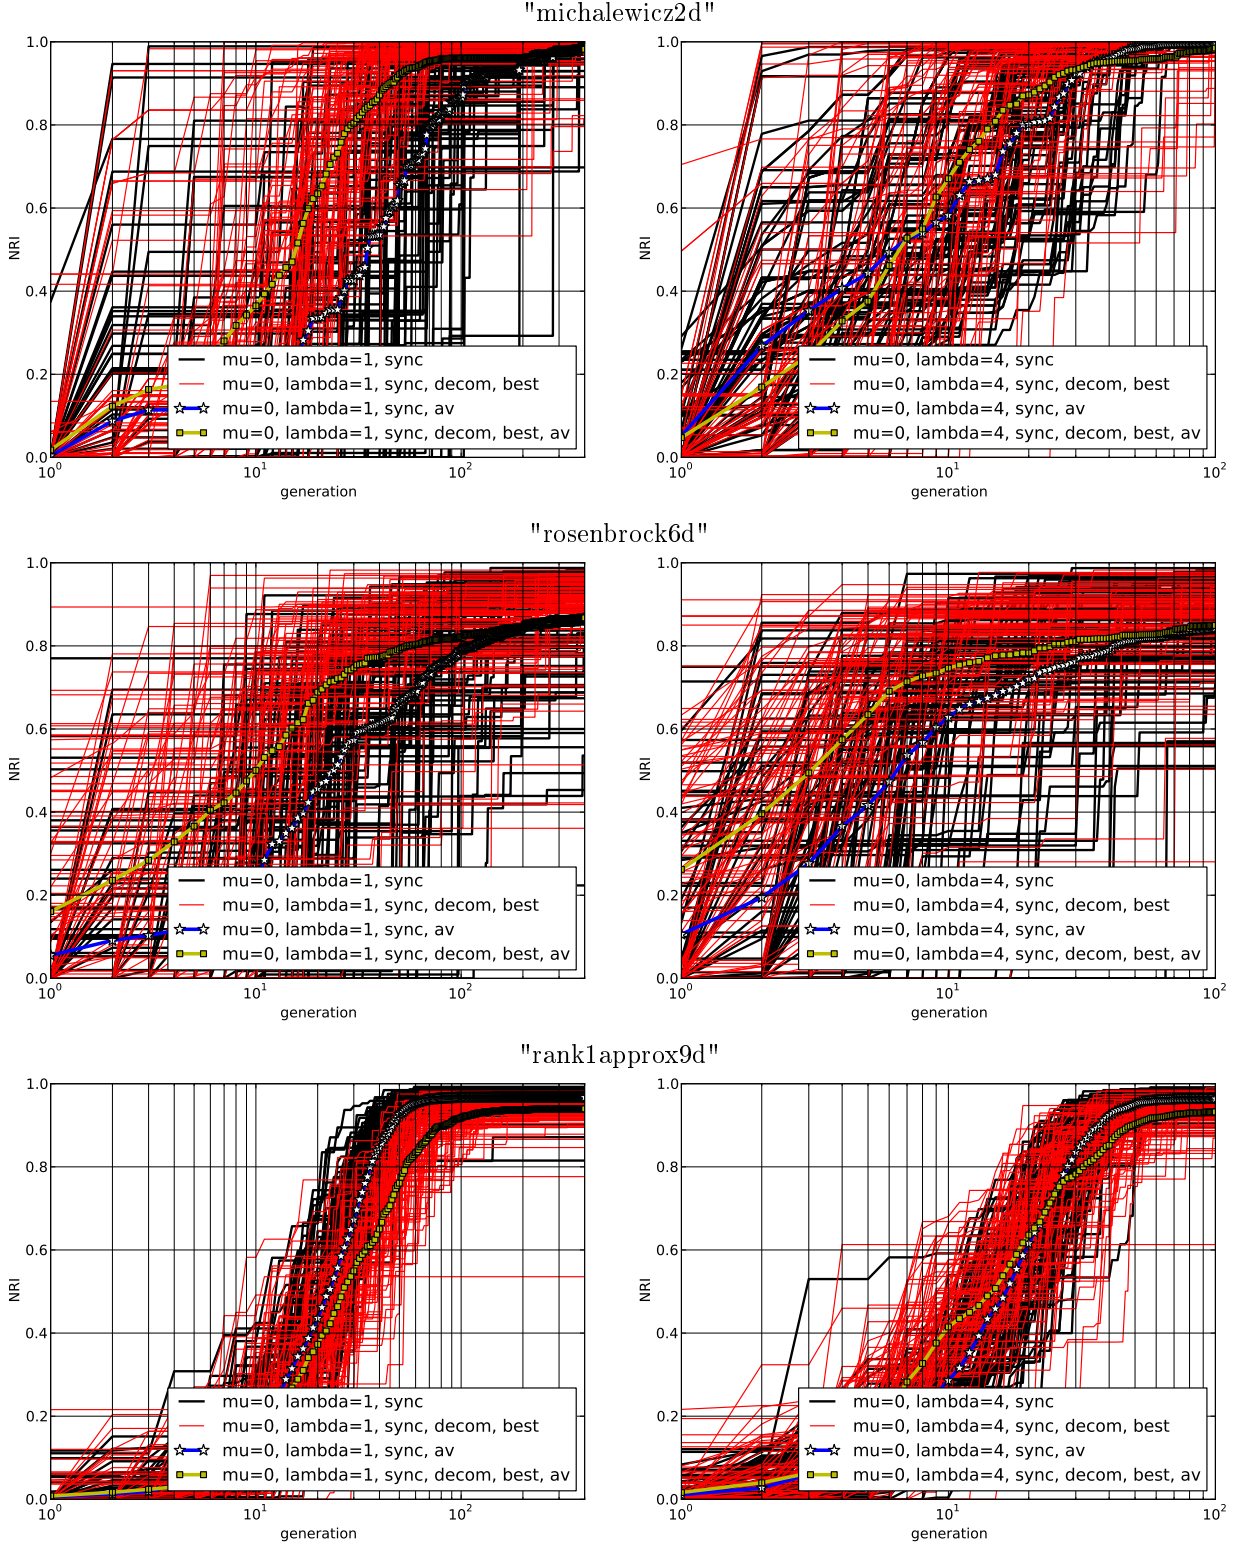 "michalewicz2d"
1.0
0.8
0.6
0.4
0.2
0.0
NRI
10^0
10^1
10^2
generation
mu=0, lambda=1, sync
mu=0, lambda=1, sync, decom, best
mu=0, lambda=1, sync, av
mu=0, lambda=1, sync, decom, best, av
1.0
0.8
0.6
0.4
0.2
0.0
NRI
10^0
10^1
10^2
generation
mu=0, lambda=4, sync
mu=0, lambda=4, sync, decom, best
mu=0, lambda=4, sync, av
mu=0, lambda=4, sync, decom, best, av
"rosenbrock6d"
1.0
0.8
0.6
0.4
0.2
0.0
NRI
10^0
10^1
10^2
generation
mu=0, lambda=1, sync
mu=0, lambda=1, sync, decom, best
mu=0, lambda=1, sync, av
mu=0, lambda=1, sync, decom, best, av
1.0
0.8
0.6
0.4
0.2
0.0
NRI
10^0
10^1
10^2
generation
mu=0, lambda=4, sync
mu=0, lambda=4, sync, decom, best
mu=0, lambda=4, sync, av
mu=0, lambda=4, sync, decom, best, av
"rank1approx9d"
1.0
0.8
0.6
0.4
0.2
0.0
NRI
10^0
10^1
10^2
generation
mu=0, lambda=1, sync
mu=0, lambda=1, sync, decom, best
mu=0, lambda=1, sync, av
mu=0, lambda=1, sync, decom, best, av
1.0
0.8
0.6
0.4
0.2
0.0
NRI
10^0
10^1
10^2
generation
mu=0, lambda=4, sync
mu=0, lambda=4, sync, decom, best
mu=0, lambda=4, sync, av
mu=0, lambda=4, sync, decom, best, av